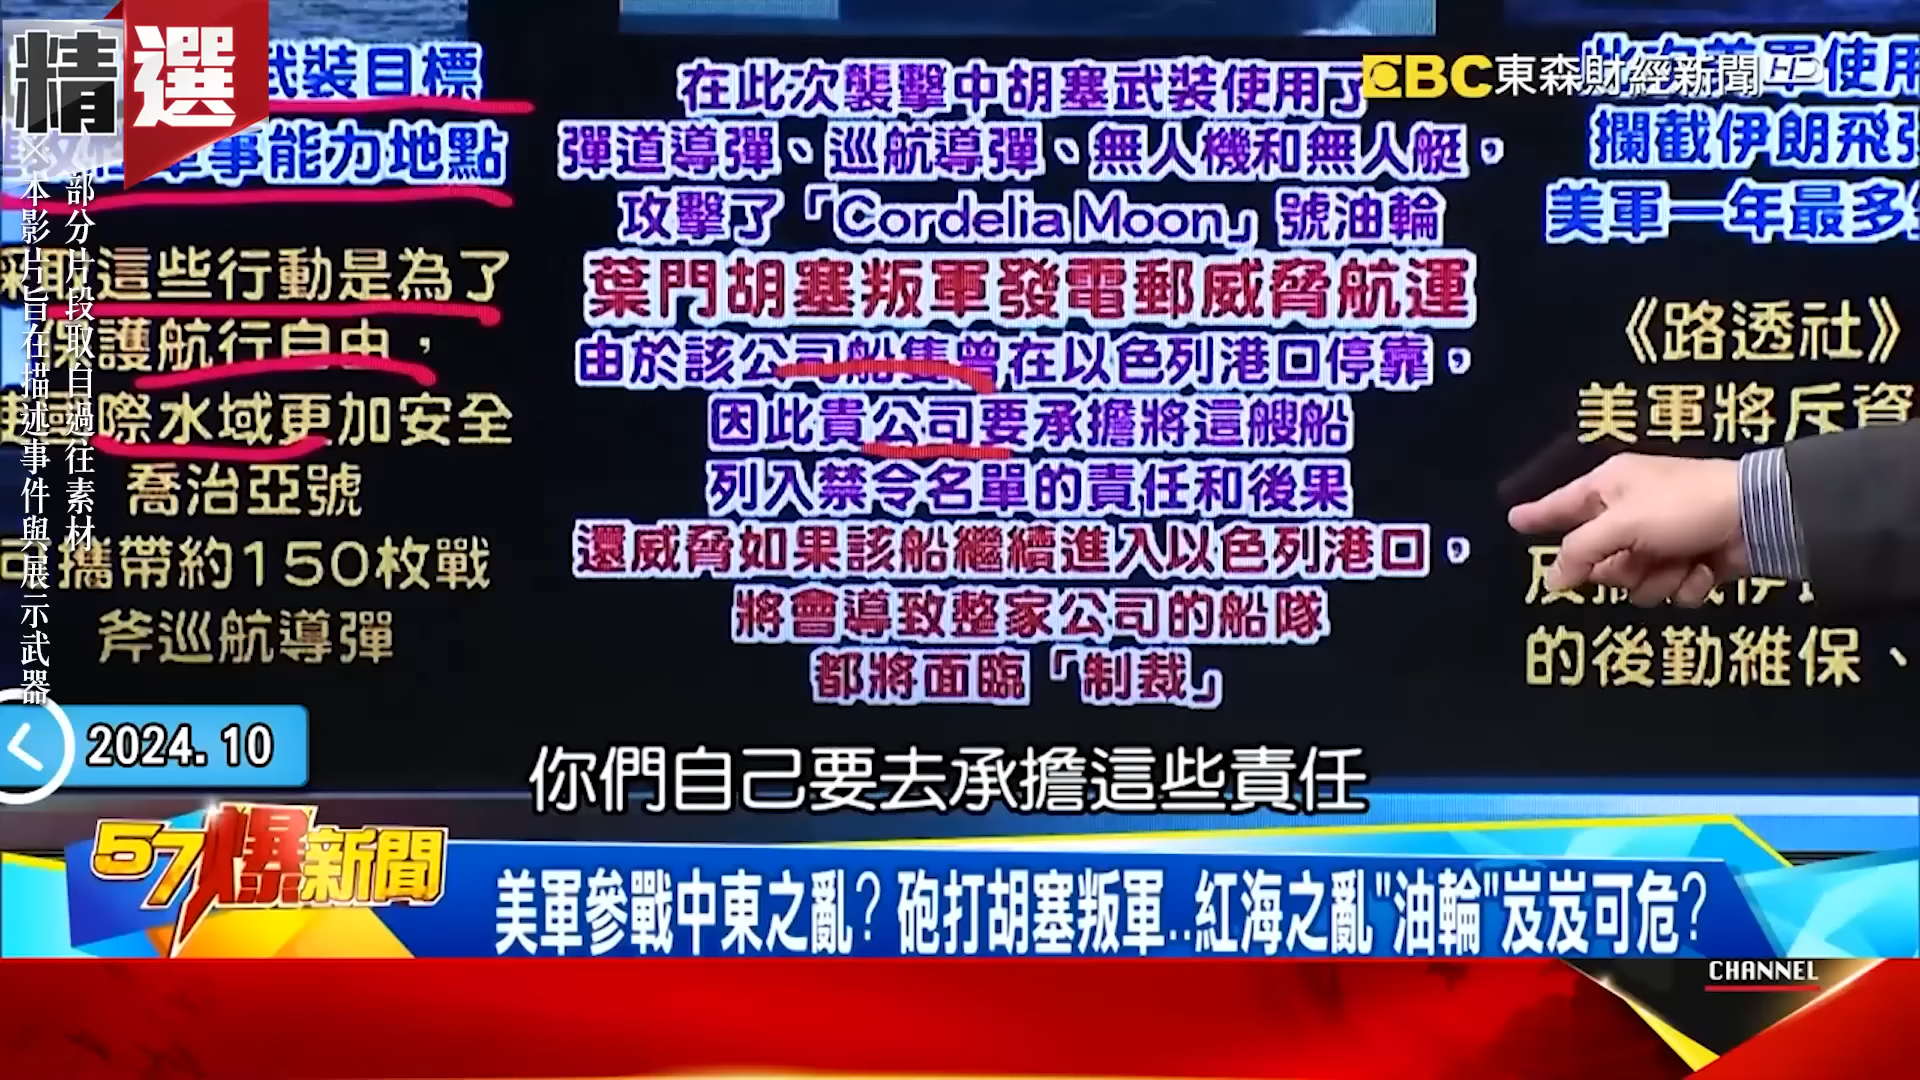 精選
※本影片旨在描述事件與展示武器
部分片段取自過往素材
EBC東森財經新聞
武裝目標
軍事能力地點
採取這些行動是為了
保護航行自由，
際水域更加安全
喬治亞號
可攜帶約150枚戰
斧巡航導彈
在此次襲擊中胡塞武裝使用了
彈道導彈、巡航導彈、無人機和無人艇，
攻擊了「Cordelia Moon」號油輪
葉門胡塞叛軍發電郵威脅航運
由於該公司船隻曾在以色列港口停靠，
因此貴公司要承擔將這艘船
列入禁令名單的責任和後果
還威脅如果該船繼續進入以色列港口，
將會導致整家公司的船隊
都將面臨「制裁」
使用
攔截伊朗飛彈
美軍一年最多
《路透社》
美軍將斥資
的後勤維保、
2024.10
你們自己要去承擔這些責任
57爆新聞
美軍參戰中東之亂？砲打胡塞叛軍..紅海之亂"油輪"岌岌可危？
CHANNEL